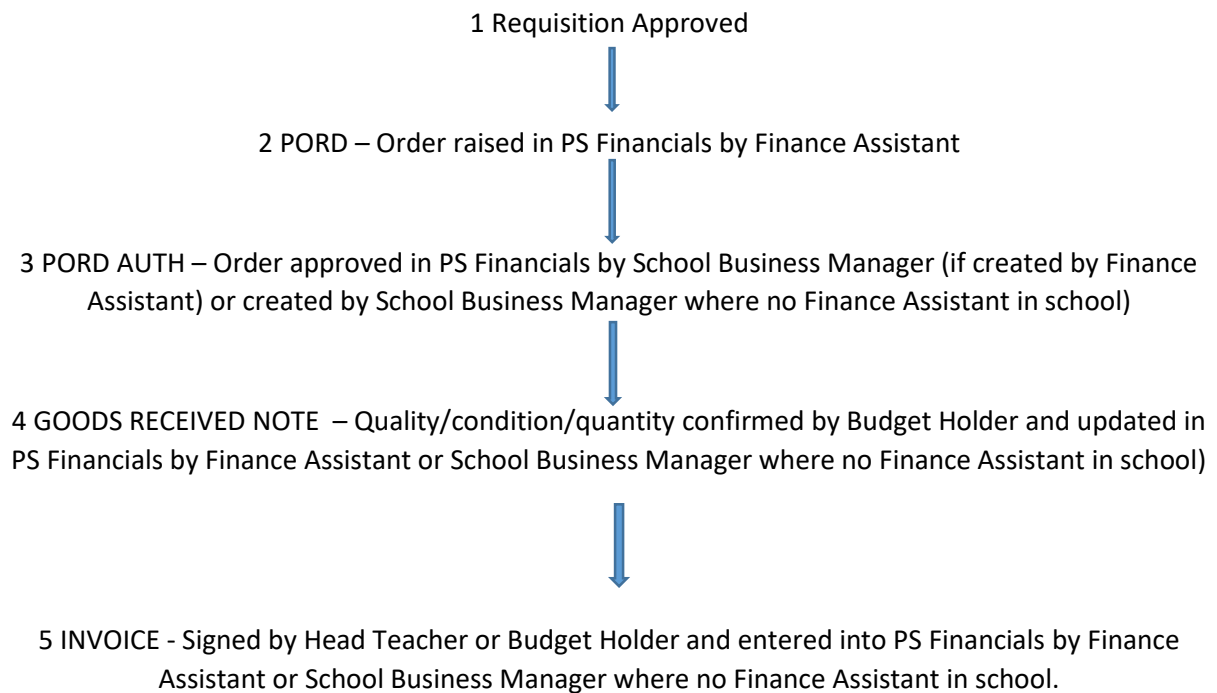 1 Requisition Approved
2 PORD – Order raised in PS Financials by Finance Assistant
3 PORD AUTH – Order approved in PS Financials by School Business Manager (if created by Finance
Assistant) or created by School Business Manager where no Finance Assistant in school)
4 GOODS RECEIVED NOTE – Quality/condition/quantity confirmed by Budget Holder and updated in
PS Financials by Finance Assistant or School Business Manager where no Finance Assistant in school)
5 INVOICE - Signed by Head Teacher or Budget Holder and entered into PS Financials by Finance
Assistant or School Business Manager where no Finance Assistant in school.